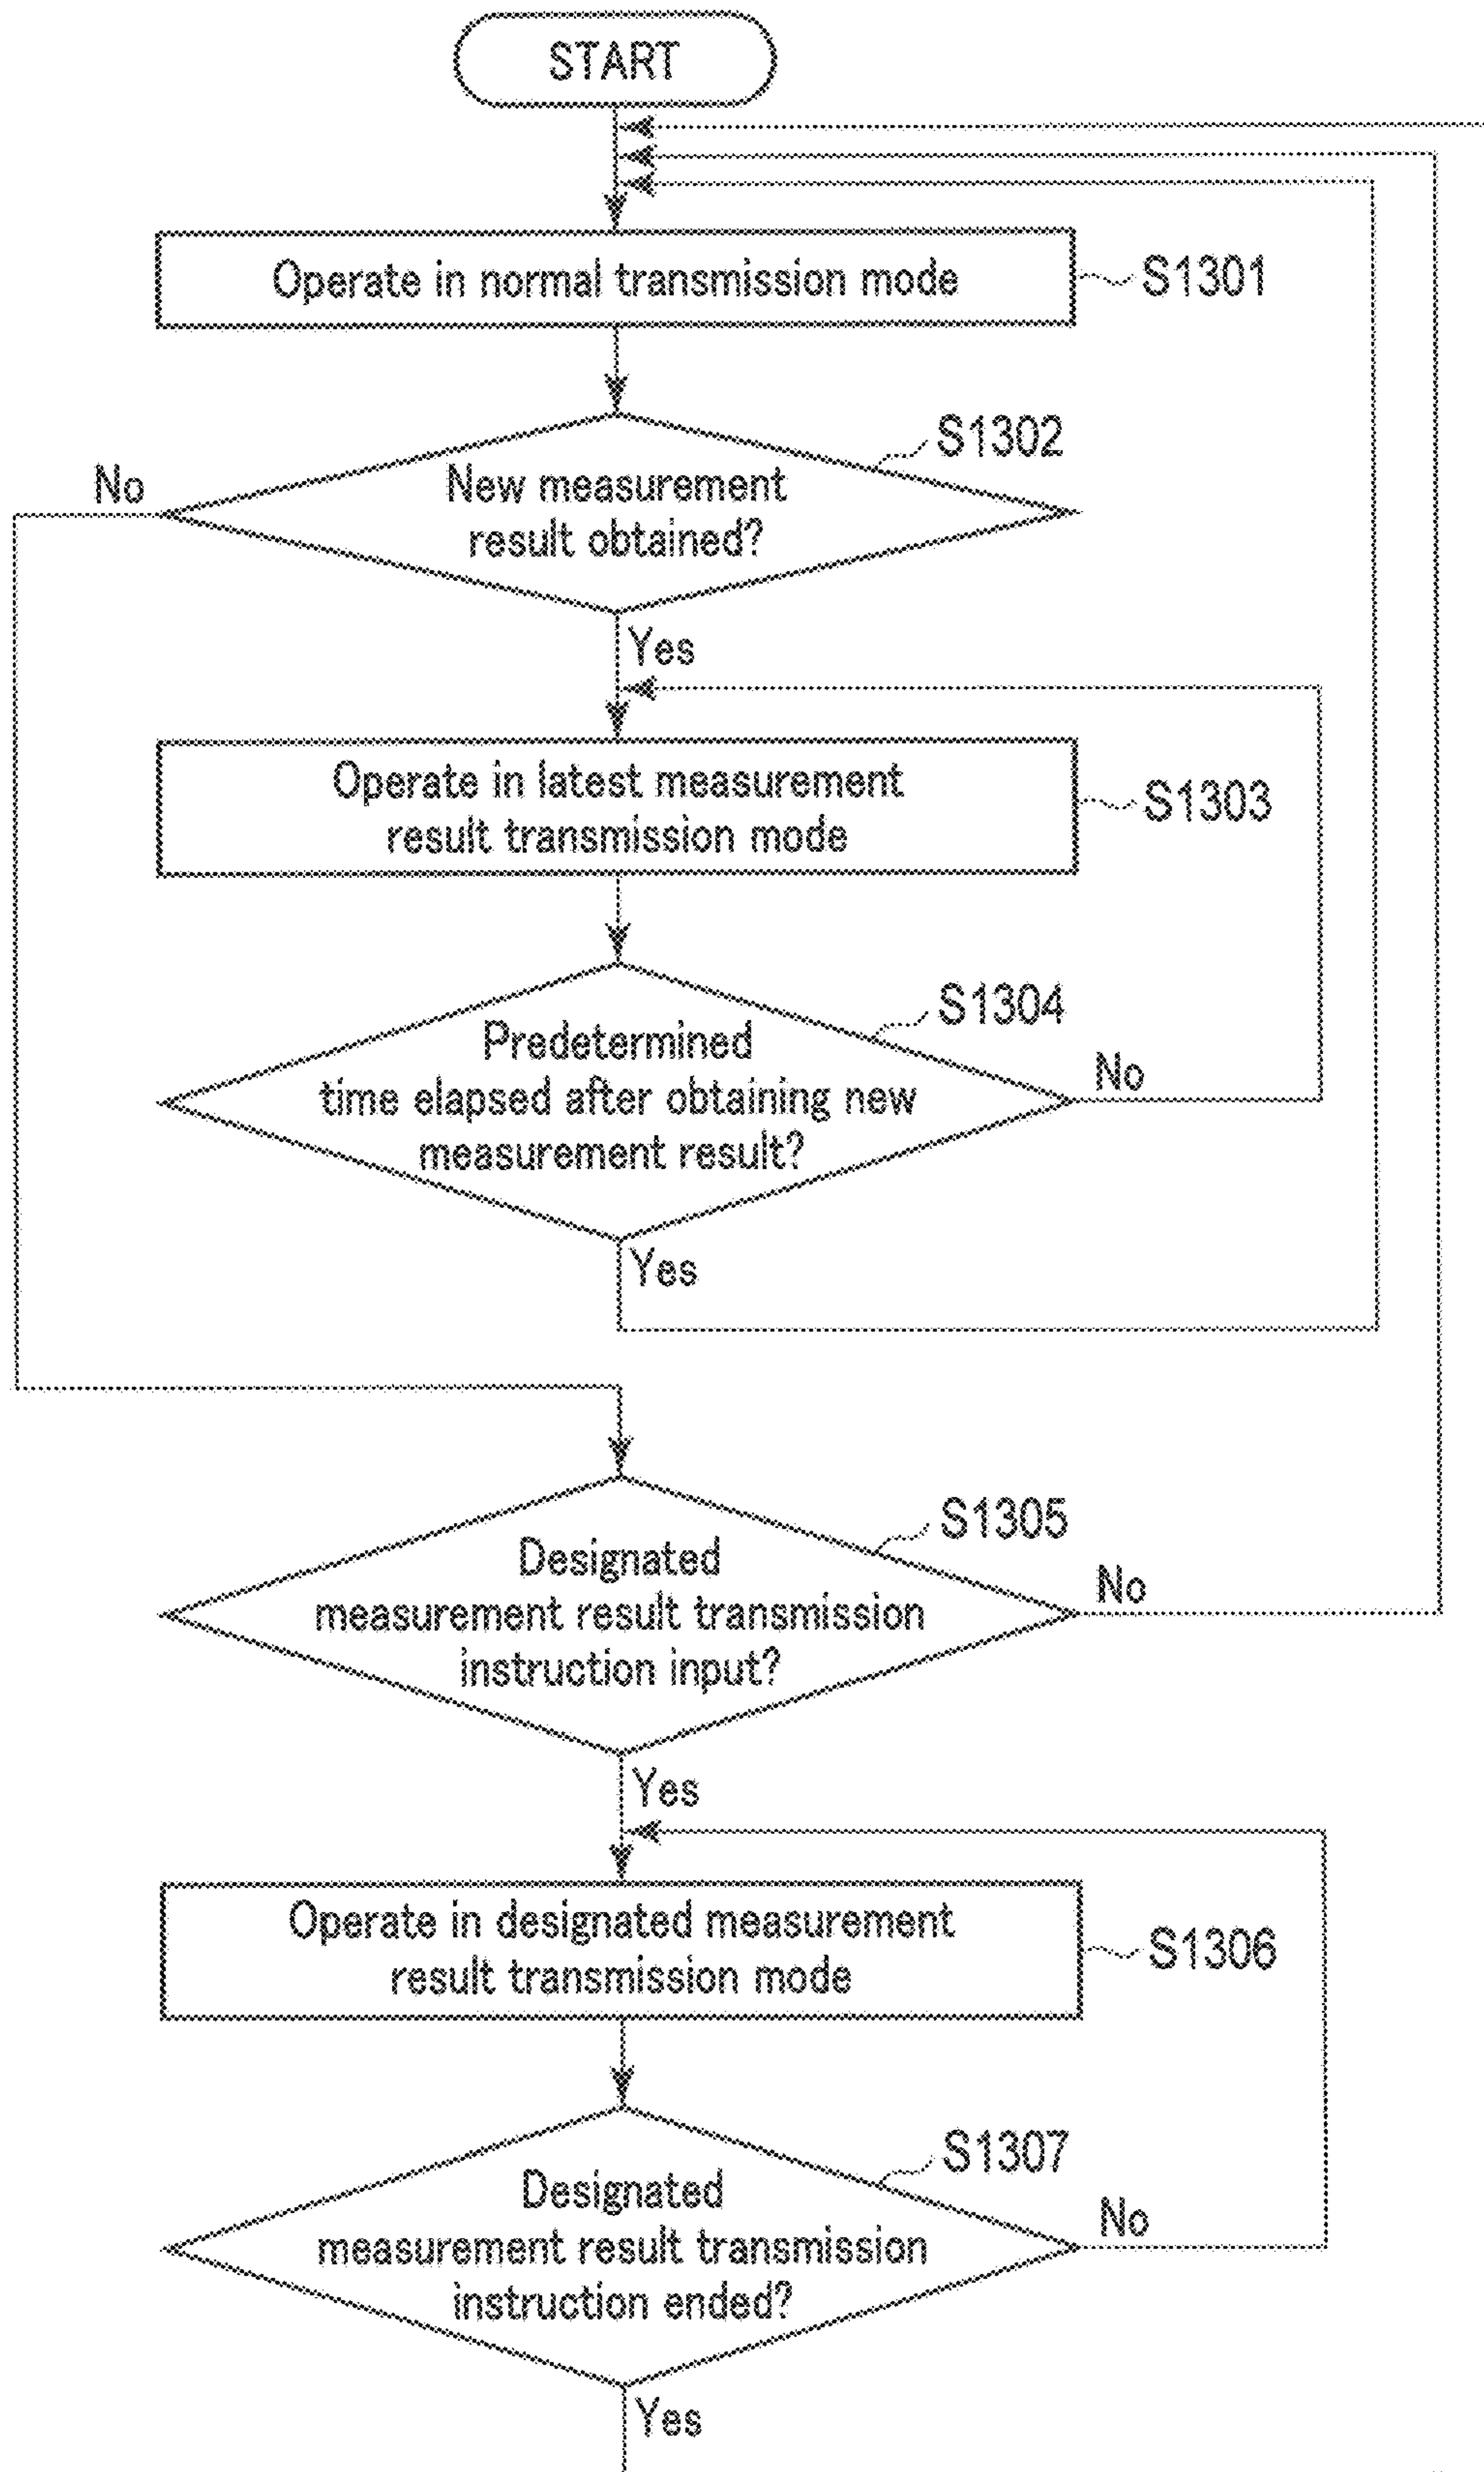 START
Operate in normal transmission mode
S1301
S1302
No
New measurement
result obtained?
Yes
Operate in latest measurement
result transmission mode
S1303
S1304
Predetermined
time elapsed after obtaining new
measurement result?
No
Yes
S1305
Designated
measurement result transmission
instruction input?
No
Yes
Operate in designated measurement
result transmission mode
S1306
S1307
Designated
measurement result transmission
instruction ended?
No
Yes